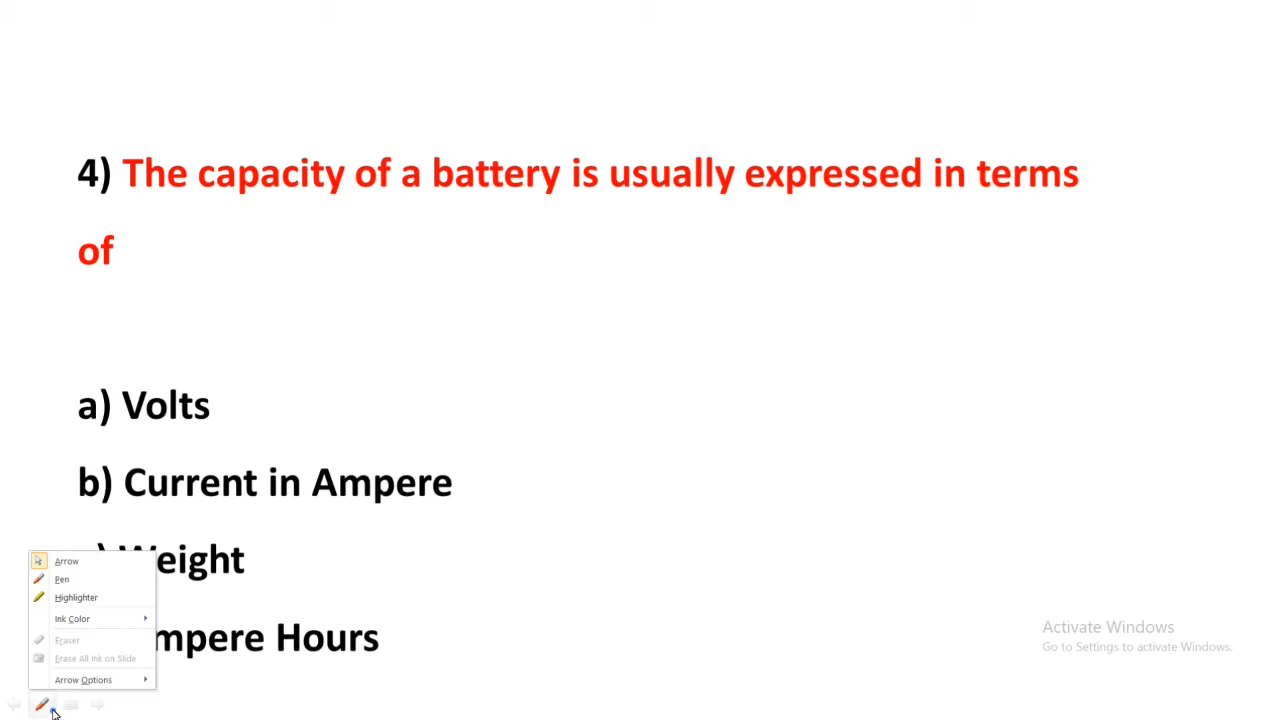 4) The capacity of a battery is usually expressed in terms
of
a) Volts
b) Current in Ampere
) Weight
mpere Hours
Arrow
Pen
Highlighter
Ink Color
Eraser
Erase All Ink on Slide
Arrow Options
Activate Windows
Go to Settings to activate Windows.